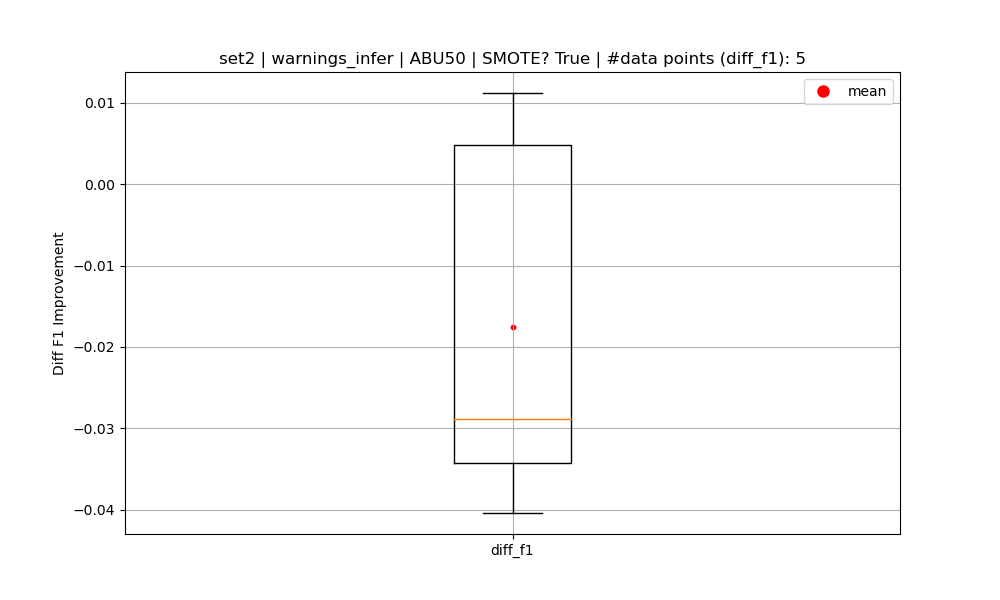 set2 | warnings_infer | ABU50 | SMOTE? True | #data points (diff_f1): 5
mean
0.01
0.00
−0.01
−0.02
−0.03
−0.04
Diff F1 Improvement
diff_f1